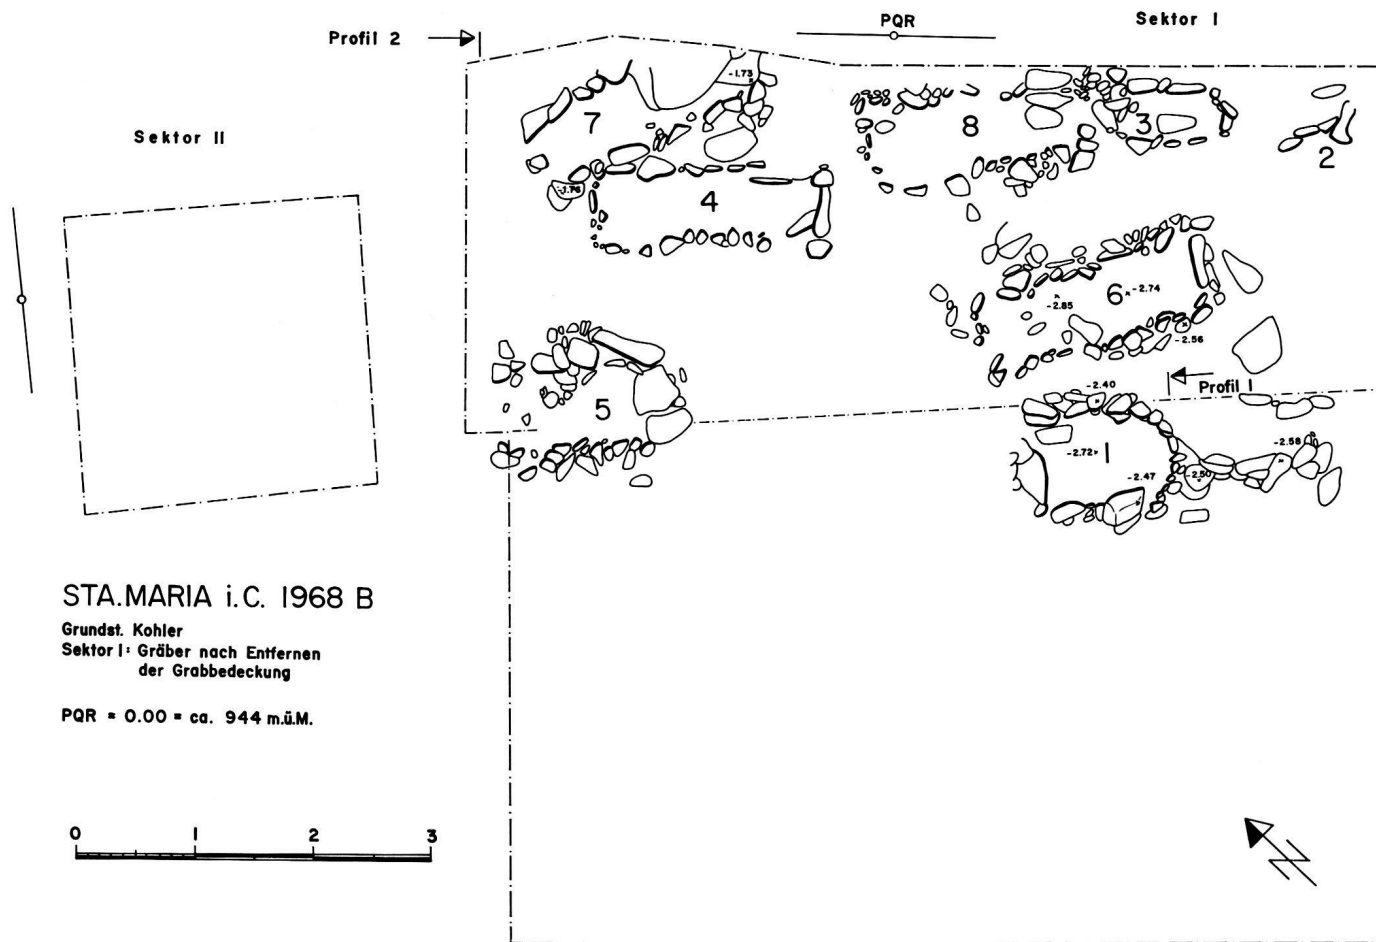 Profil 2
PQR
Sektor I
Sektor II
-1.73
7
8
3
2
-1.76
4
6
-2.74
-2.85
-2.56
5
-2.40
Profil I
-2.72
1
-2.47
-2.50
-2.58
STA.MARIA i.C. 1968 B
Grundst. Kohler
Sektor I: Gräber nach Entfernen
der Grabbedeckung
PQR = 0.00 = ca. 944 m.ü.M.
0 1 2 3
N